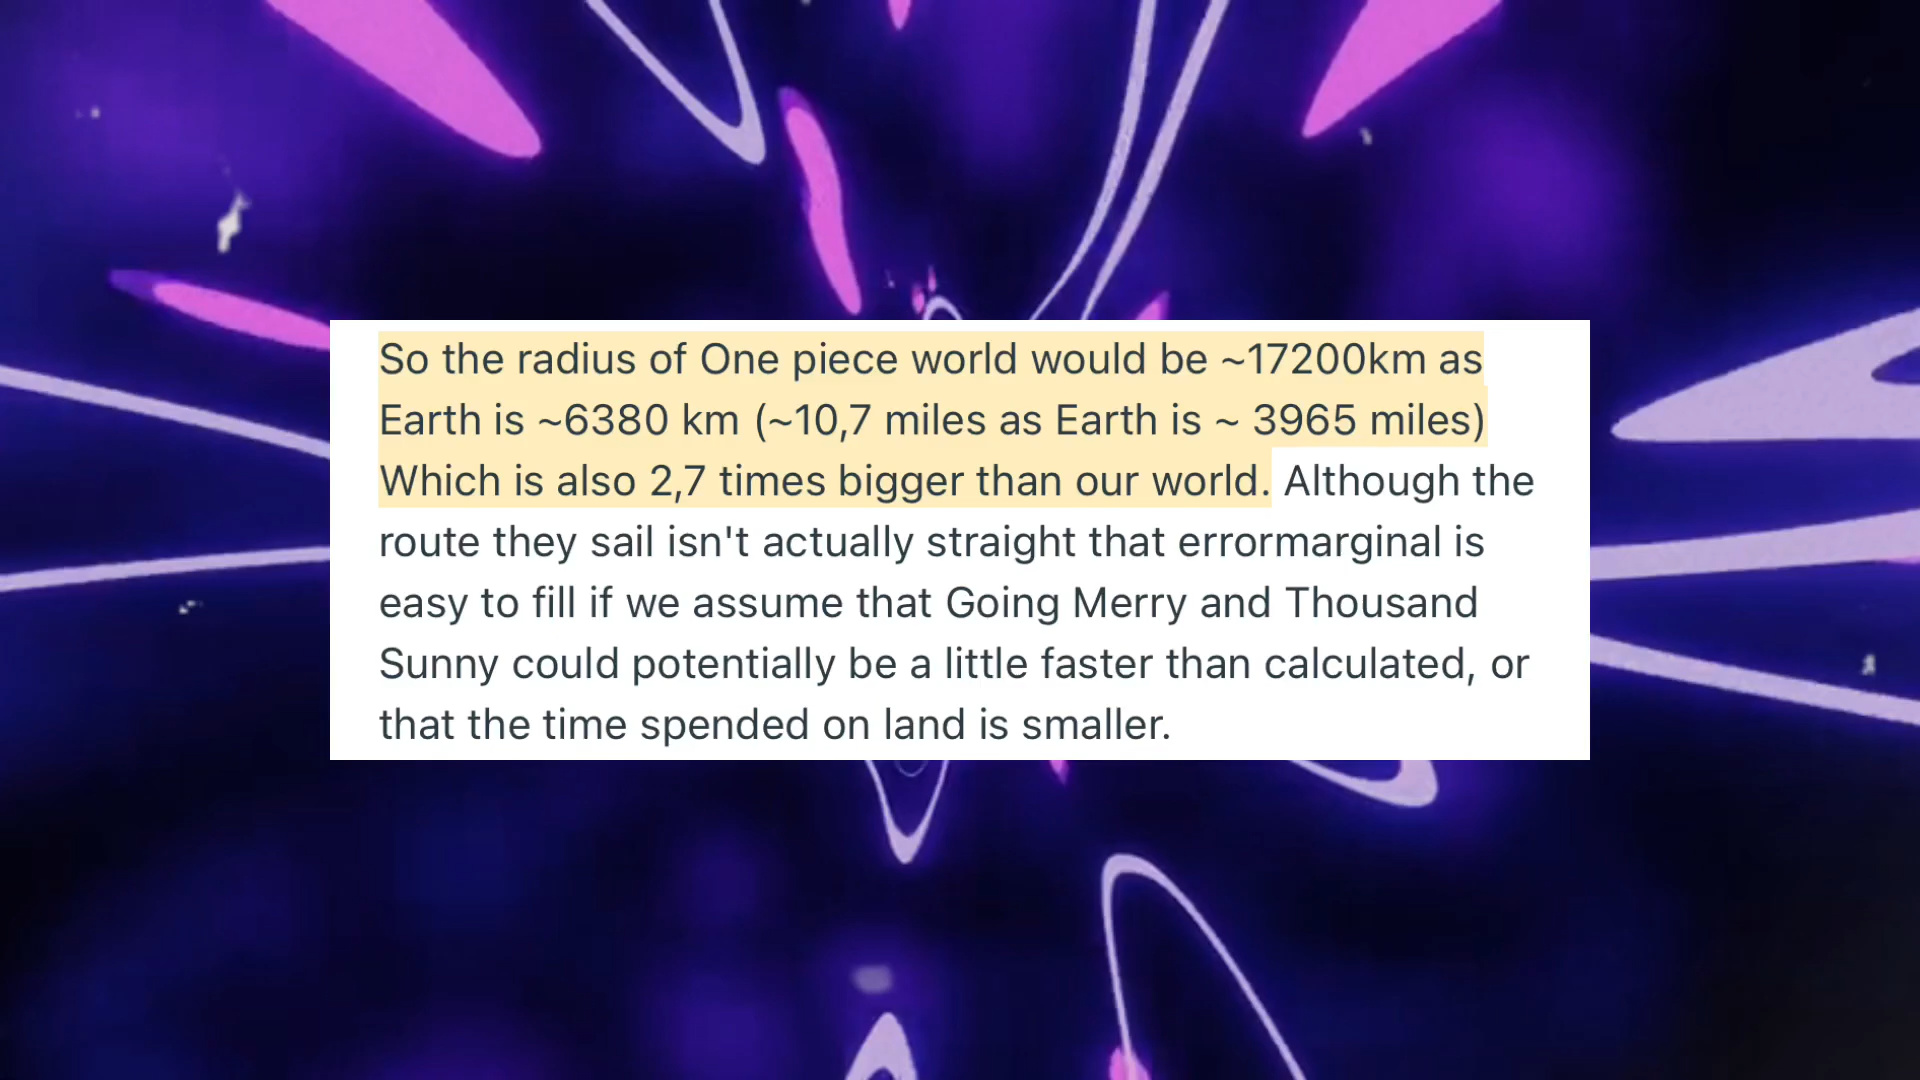 So the radius of One piece world would be ~17200km as
Earth is ~6380 km (~10,7 miles as Earth is ~ 3965 miles)
Which is also 2,7 times bigger than our world. Although the
route they sail isn't actually straight that errormarginal is
easy to fill if we assume that Going Merry and Thousand
Sunny could potentially be a little faster than calculated, or
that the time spended on land is smaller.